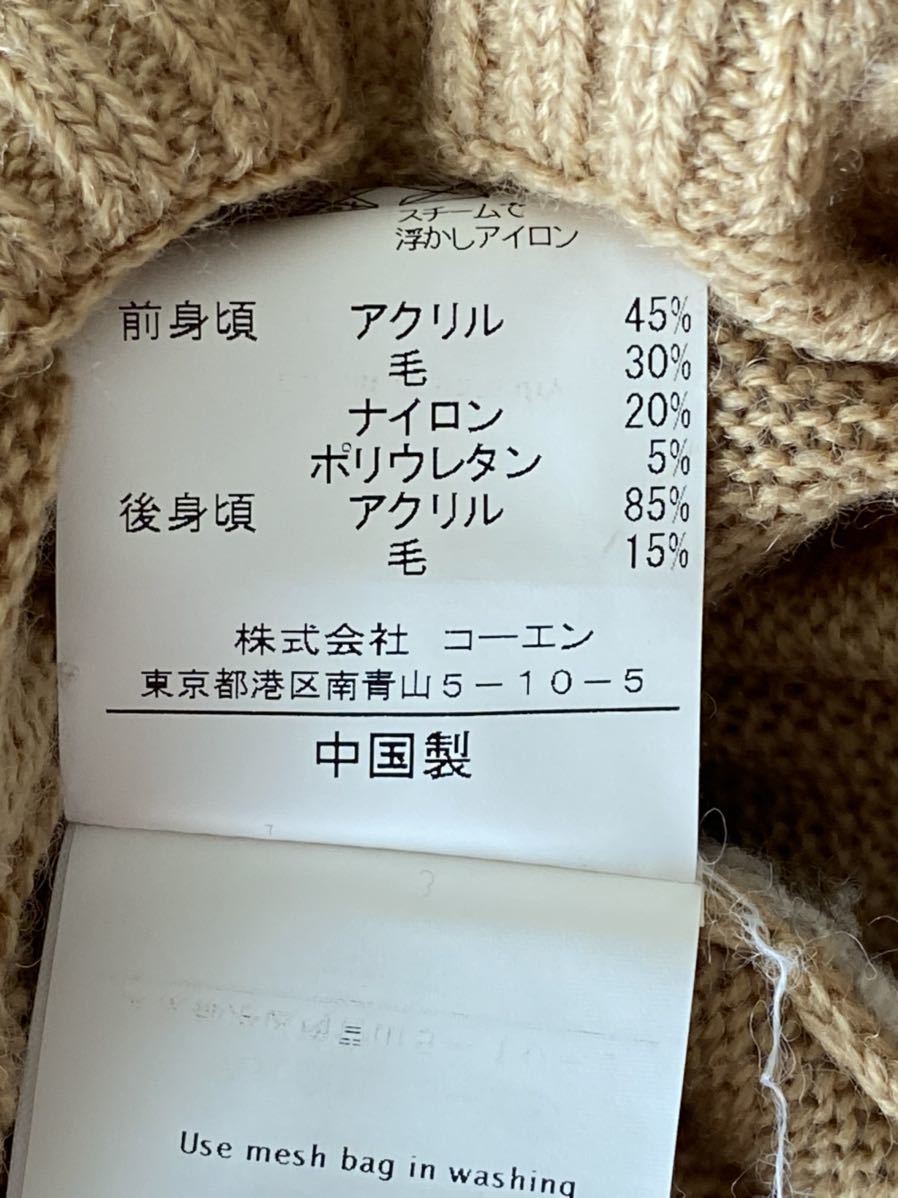 スチームで
浮かしアイロン
前身頃 アクリル 45%
毛 30%
ナイロン 20%
ポリウレタン 5%
後身頃 アクリル 85%
毛 15%
株式会社 コーエン
東京都港区南青山5-10-5
中国製
Use mesh bag in washing